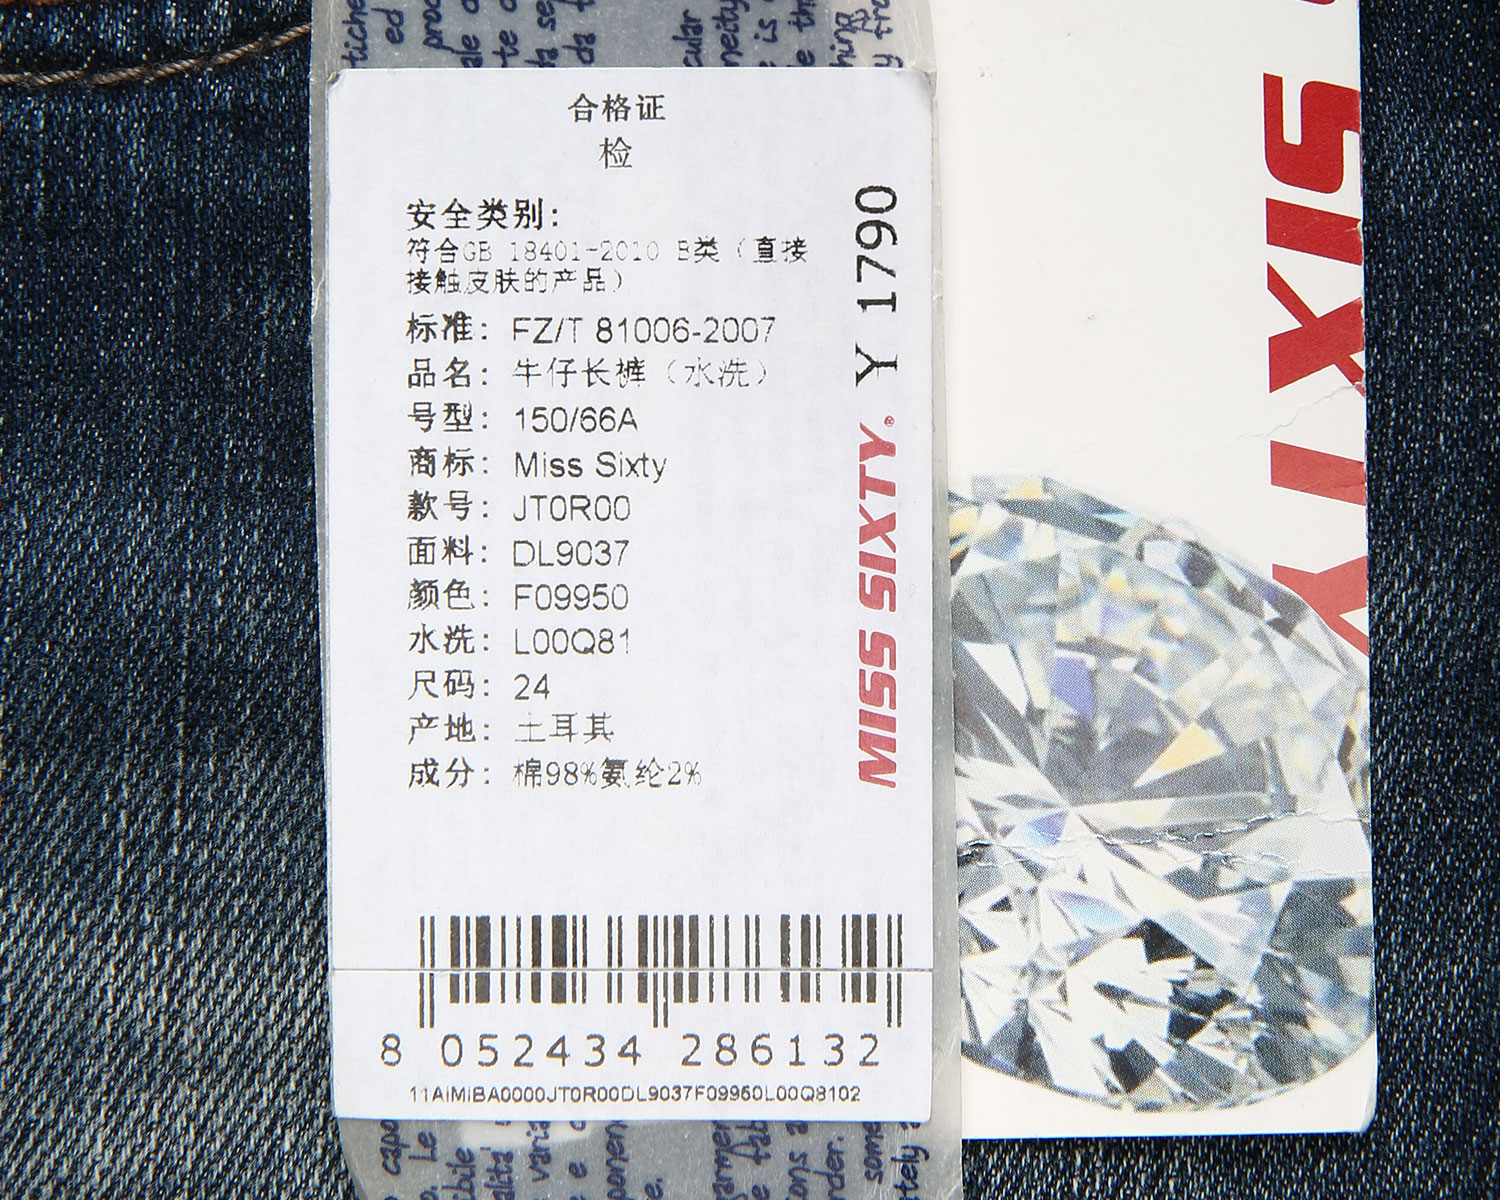 合格证
检
安全类别:
符合GB 18401-2010 B类（直接
接触皮肤的产品）
标准: FZ/T 81006-2007
品名: 牛仔长裤（水洗）
号型: 150/66A
商标: Miss Sixty
款号: JT0R00
面料: DL9037
颜色: F09950
水洗: L00Q81
尺码: 24
产地: 土耳其
成分: 棉98%氨纶2%
MISS SIXTY® Y 1790
8 052434 286132
11AIMIBA0000JT0R00DL9037F09950L00Q8102
SIXTY